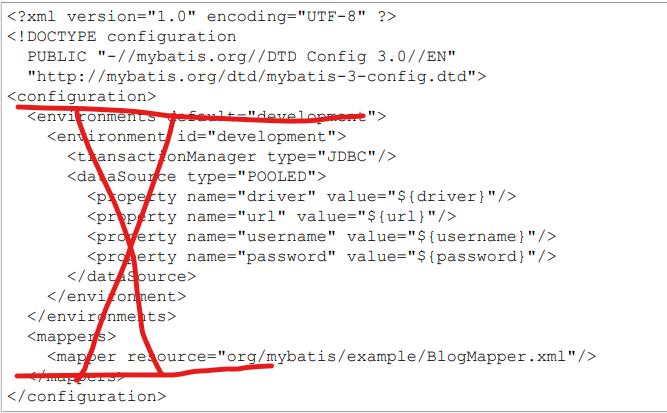 <?xml version="1.0" encoding="UTF-8" ?>
<!DOCTYPE configuration
PUBLIC "-//mybatis.org//DTD Config 3.0//EN"
"http://mybatis.org/dtd/mybatis-3-config.dtd">
<configuration>
<environments default="development">
<environment id="development">
<transactionManager type="JDBC"/>
<dataSource type="POOLED">
<property name="driver" value="${driver}"/>
<property name="url" value="${url}"/>
<property name="username" value="${username}"/>
<property name="password" value="${password}"/>
</dataSource>
</environment>
</environments>
<mappers>
<mapper resource="org/mybatis/example/BlogMapper.xml"/>
</mappers>
</configuration>